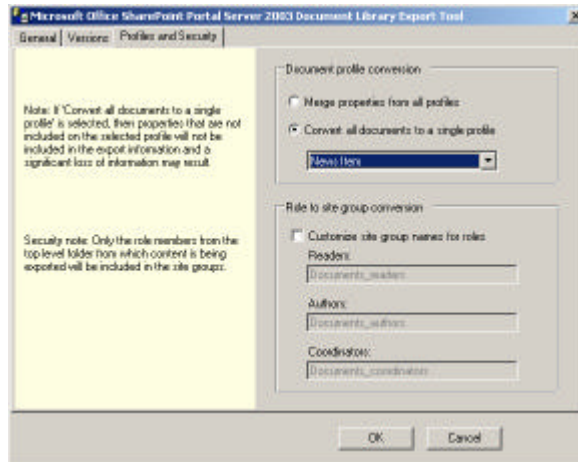 Microsoft Office SharePoint Portal Server 2003 Document Library Export Tool
General Versions Profiles and Security
Note: If 'Convert all documents to a single
profile' is selected, then properties that are not
included on the selected profile will not be
included in the export information and a
significant loss of information may result.
Security note: Only the role members from the
top level folder from which content is being
exported will be included in the site groups.
Document profile conversion
Merge properties from all profiles
Convert all documents to a single profile
News Item
Role to site group conversion
Customize site group names for roles
Readers:
Documents_readers
Authors:
Documents_authors
Coordinators:
Documents_coordinators
OK Cancel